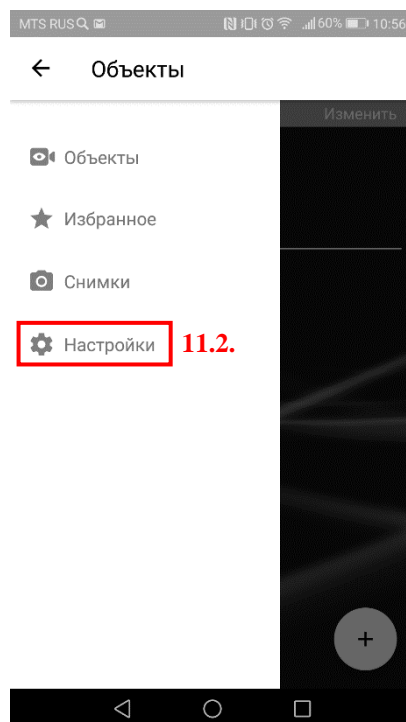 MTS RUS 60% 10:56
Объекты
Изменить
Объекты
Избранное
Снимки
Настройки 11.2.
+